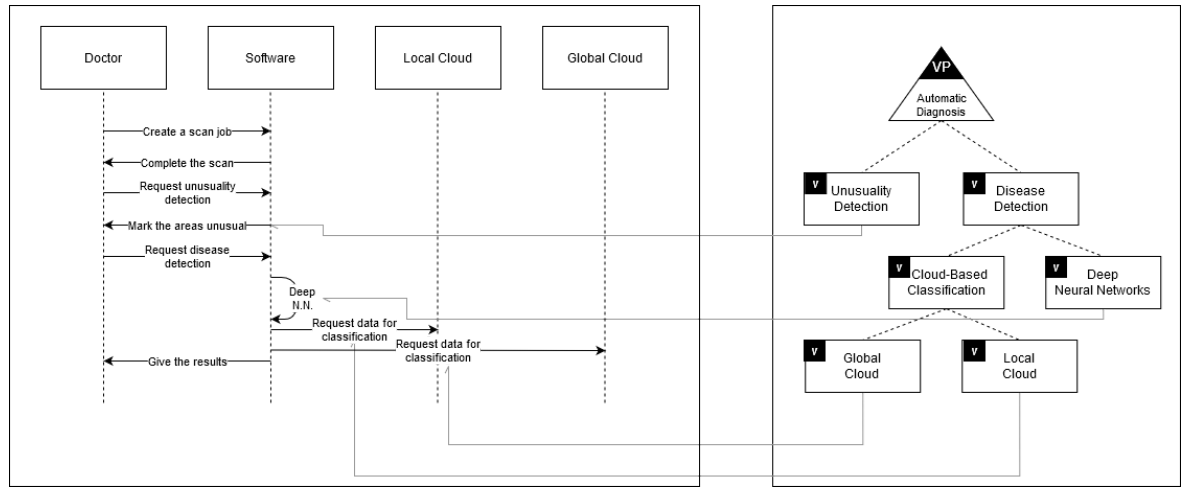 Doctor
Software
Local Cloud
Global Cloud
Create a scan job
Complete the scan
Request unusuality
detection
Mark the areas unusual
Request disease
detection
Deep
N.N.
Request data for
classification
Request data for
classification
Give the results
VP
Automatic
Diagnosis
V
Unusuality
Detection
V
Disease
Detection
V
Cloud-Based
Classification
V
Deep
Neural Networks
V
Global
Cloud
V
Local
Cloud